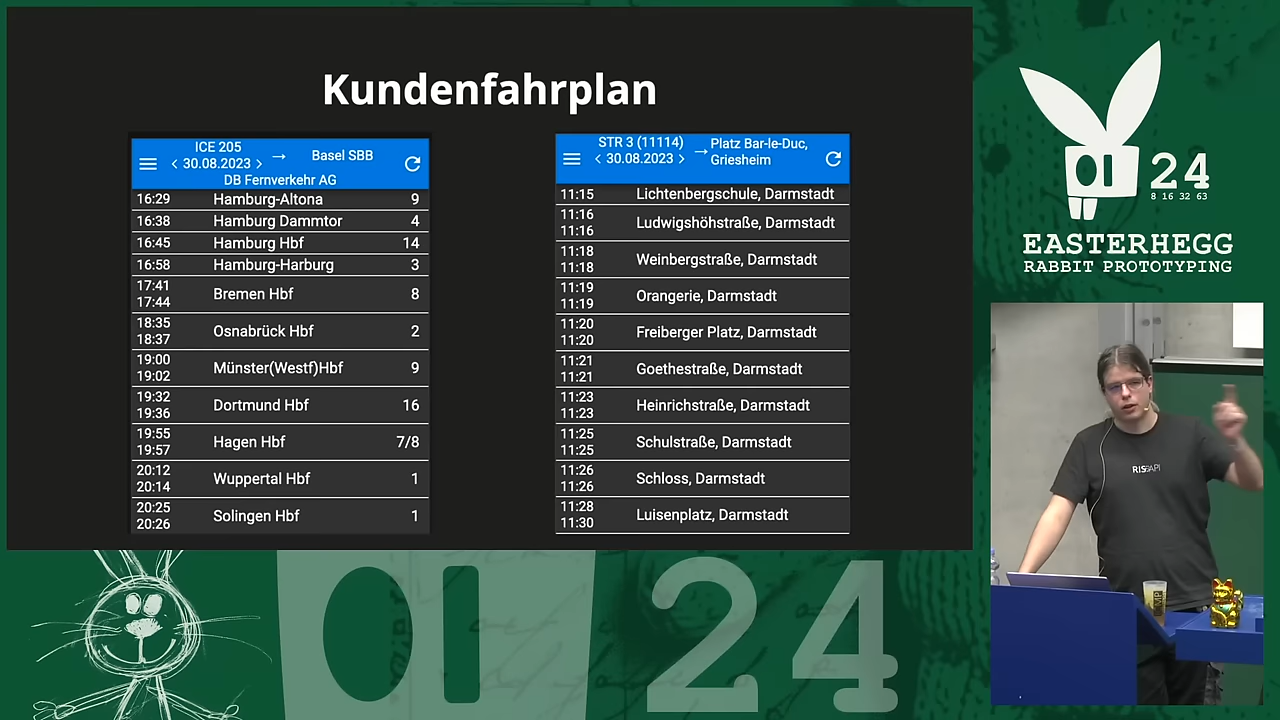 Kundenfahrplan
ICE 205
< 30.08.2023 > → Basel SBB
DB Fernverkehr AG
16:29 Hamburg-Altona 9
16:38 Hamburg Dammtor 4
16:45 Hamburg Hbf 14
16:58 Hamburg-Harburg 3
17:41
17:44 Bremen Hbf 8
18:35
18:37 Osnabrück Hbf 2
19:00
19:02 Münster(Westf)Hbf 9
19:32
19:36 Dortmund Hbf 16
19:55
19:57 Hagen Hbf 7/8
20:12
20:14 Wuppertal Hbf 1
20:25
20:26 Solingen Hbf 1
STR 3 (11114)
< 30.08.2023 > → Platz Bar-le-Duc,
Griesheim
11:15 Lichtenbergschule, Darmstadt
11:16
11:16 Ludwigshöhstraße, Darmstadt
11:18
11:18 Weinbergstraße, Darmstadt
11:19
11:19 Orangerie, Darmstadt
11:20
11:20 Freiberger Platz, Darmstadt
11:21
11:21 Goethestraße, Darmstadt
11:23
11:23 Heinrichstraße, Darmstadt
11:25
11:25 Schulstraße, Darmstadt
11:26
11:26 Schloss, Darmstadt
11:28
11:30 Luisenplatz, Darmstadt
24
8 16 32 63
EASTERHEGG
RABBIT PROTOTYPING
RIS API
24